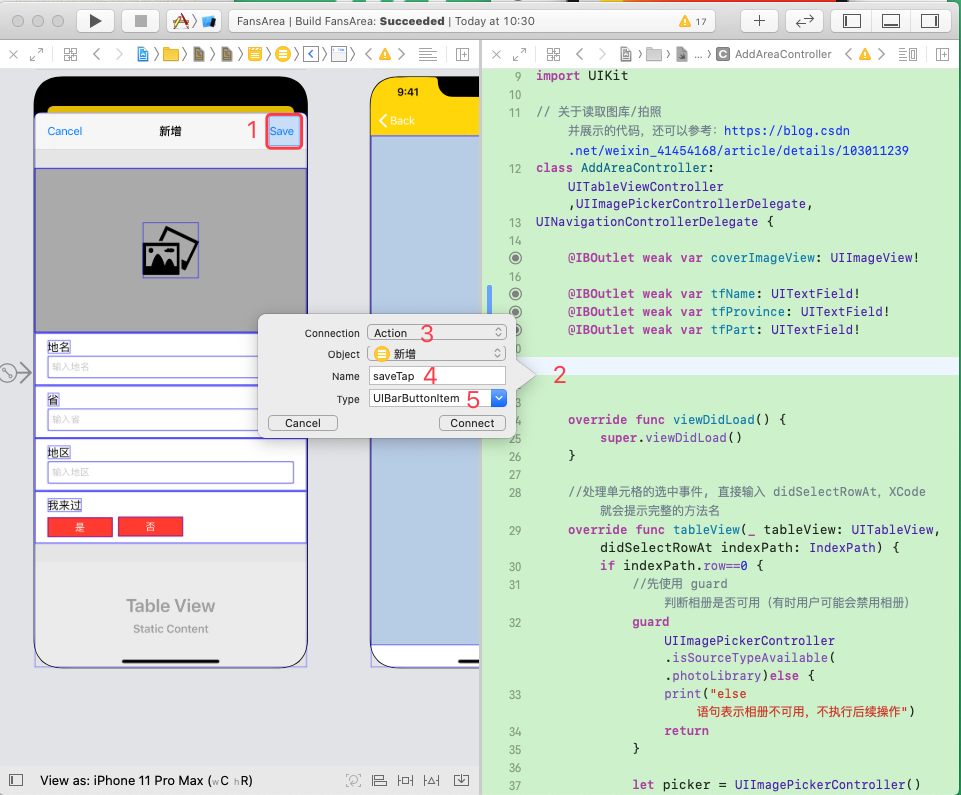 FansArea | Build FansArea: Succeeded | Today at 10:30
17
... AddAreaController
9:41
Back
Cancel
新增
1
Save
地名
输入地名
省
输入省
地区
输入地区
我来过
是
否
Table View
Static Content
Connection
Action
3
Object
新增
Name
saveTap
4
Type
UIBarButtonItem
5
Cancel
Connect
2
View as: iPhone 11 Pro Max (wC hR)
9 import UIKit
10
11 // 关于读取图库/拍照
并展示的代码，还可以参考：https://blog.csdn
.net/weixin_41454168/article/details/103011239
12 class AddAreaController:
UITableViewController
,UIImagePickerControllerDelegate,
13 UINavigationControllerDelegate {
14
@IBOutlet weak var coverImageView: UIImageView!
16
@IBOutlet weak var tfName: UITextField!
@IBOutlet weak var tfProvince: UITextField!
@IBOutlet weak var tfPart: UITextField!
override func viewDidLoad() {
25 super.viewDidLoad()
26 }
27
28 //处理单元格的选中事件, 直接输入 didSelectRowAt，XCode
就会提示完整的方法名
29 override func tableView(_ tableView: UITableView,
didSelectRowAt indexPath: IndexPath) {
30 if indexPath.row==0 {
31 //先使用 guard
判断相册是否可用（有时用户可能会禁用相册）
32 guard
UIImagePickerController
.isSourceTypeAvailable(
.photoLibrary)else {
33 print("else
语句表示相册不可用，不执行后续操作")
34 return
35 }
36
37 let picker = UIImagePickerController()